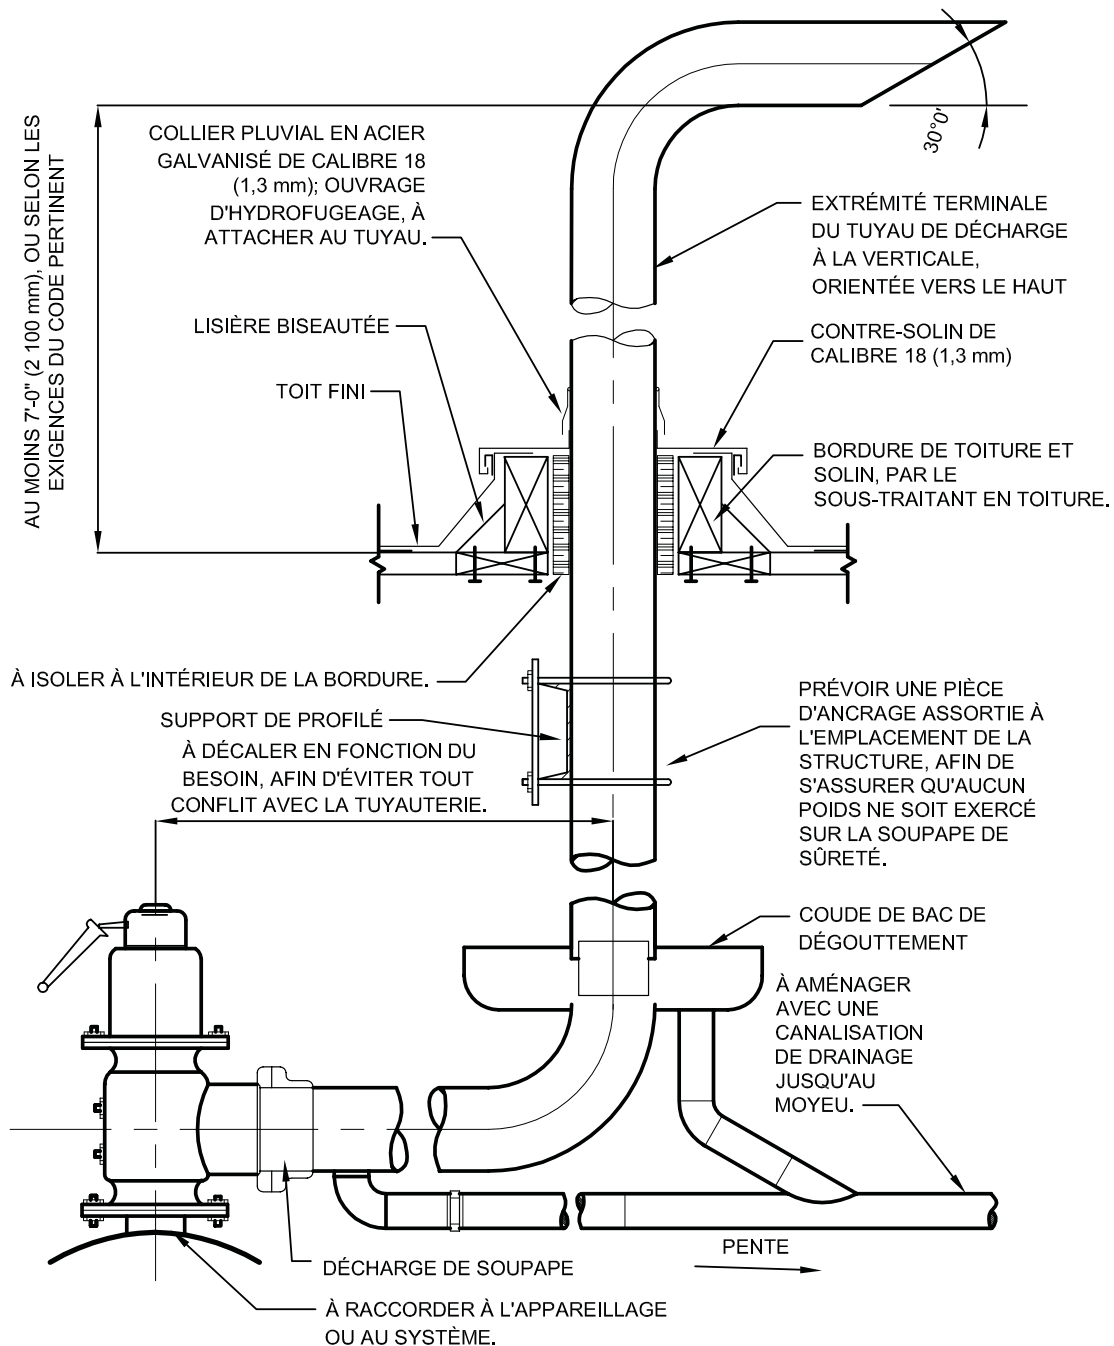 AU MOINS 7'-0" (2 100 mm), OU SELON LES
EXIGENCES DU CODE PERTINENT
COLLIER PLUVIAL EN ACIER
GALVANISÉ DE CALIBRE 18
(1,3 mm); OUVRAGE
D'HYDROFUGEAGE, À
ATTACHER AU TUYAU.
30°0'
EXTRÉMITÉ TERMINALE
DU TUYAU DE DÉCHARGE
À LA VERTICALE,
ORIENTÉE VERS LE HAUT
LISIÈRE BISEAUTÉE
CONTRE-SOLIN DE
CALIBRE 18 (1,3 mm)
TOIT FINI
BORDURE DE TOITURE ET
SOLIN, PAR LE
SOUS-TRAITANT EN TOITURE.
À ISOLER À L'INTÉRIEUR DE LA BORDURE.
SUPPORT DE PROFILÉ
À DÉCALER EN FONCTION DU
BESOIN, AFIN D'ÉVITER TOUT
CONFLIT AVEC LA TUYAUTERIE.
PRÉVOIR UNE PIÈCE
D'ANCRAGE ASSORTIE À
L'EMPLACEMENT DE LA
STRUCTURE, AFIN DE
S'ASSURER QU'AUCUN
POIDS NE SOIT EXERCÉ
SUR LA SOUPAPE DE
SÛRETÉ.
COUDE DE BAC DE
DÉGOUTTEMENT
À AMÉNAGER
AVEC UNE
CANALISATION
DE DRAINAGE
JUSQU'AU
MOYEU.
PENTE
DÉCHARGE DE SOUPAPE
À RACCORDER À L'APPAREILLAGE
OU AU SYSTÈME.